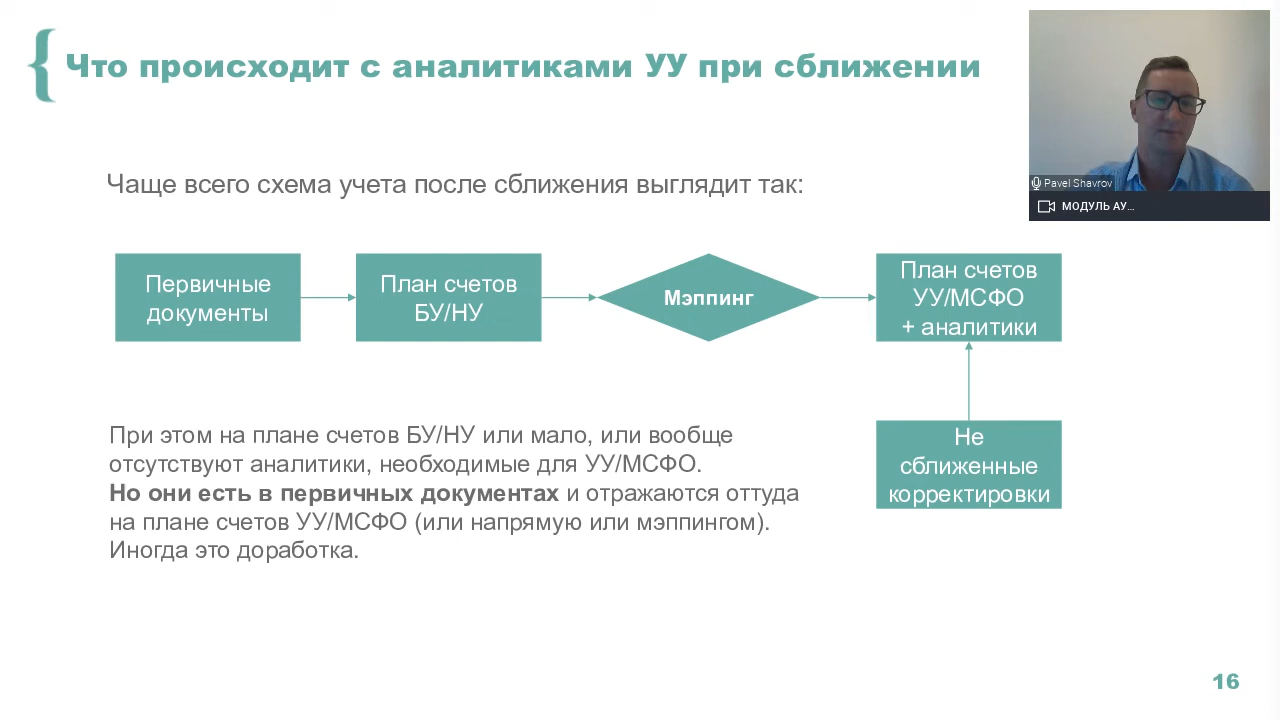 Что происходит с аналитиками УУ при сближении
Pavel Shavrov
МОДУЛЬ АУ...
Чаще всего схема учета после сближения выглядит так:
Первичные
документы
План счетов
БУ/НУ
Мэппинг
План счетов
УУ/МСФО
+ аналитики
Не
сближенные
корректировки
При этом на плане счетов БУ/НУ или мало, или вообще
отсутствуют аналитики, необходимые для УУ/МСФО.
Но они есть в первичных документах и отражаются оттуда
на плане счетов УУ/МСФО (или напрямую или мэппингом).
Иногда это доработка.
16